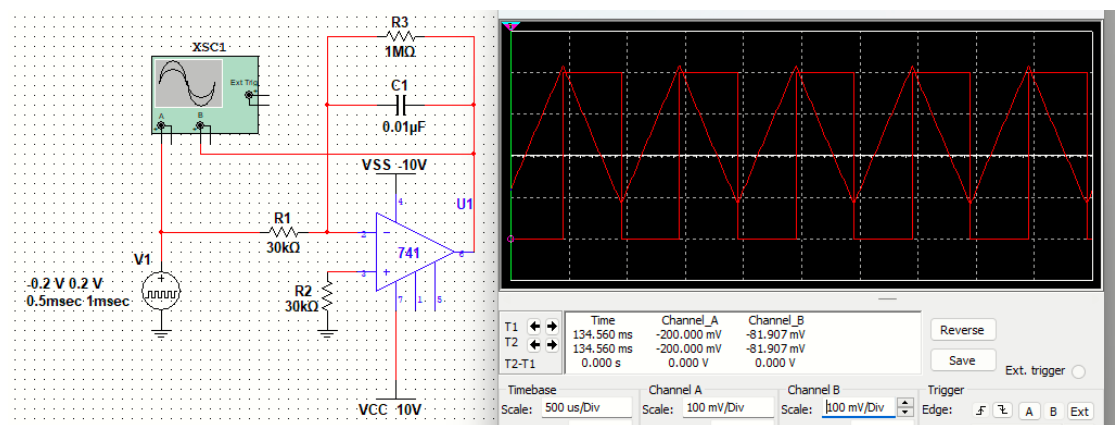 R3
1MΩ
XSC1
Ext Trig
A
B
C1
0.01µF
VSS -10V
4
U1
R1
30kΩ
2
741
6
3
V1
-0.2 V 0.2 V
0.5msec 1msec
R2
30kΩ
7
1
5
VCC 10V
Time Channel_A Channel_B
T1 134.560 ms -200.000 mV -81.907 mV
T2 134.560 ms -200.000 mV -81.907 mV
T2-T1 0.000 s 0.000 V 0.000 V
Reverse
Save
Ext. trigger
Timebase
Scale: 500 us/Div
Channel A
Scale: 100 mV/Div
Channel B
Scale: 100 mV/Div
Trigger
Edge: A B Ext